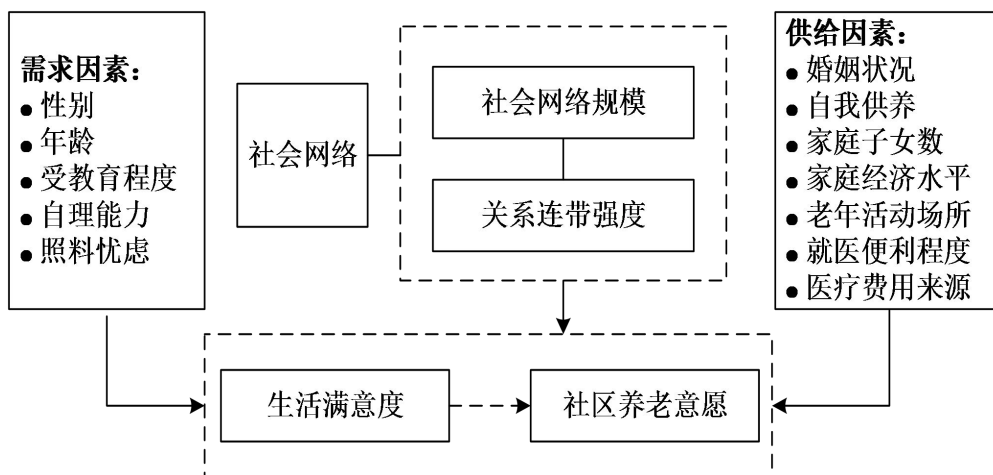 需求因素：
● 性别
● 年龄
● 受教育程度
● 自理能力
● 照料忧虑
社会网络
社会网络规模
关系连带强度
供给因素：
● 婚姻状况
● 自我供养
● 家庭子女数
● 家庭经济水平
● 老年活动场所
● 就医便利程度
● 医疗费用来源
生活满意度
社区养老意愿